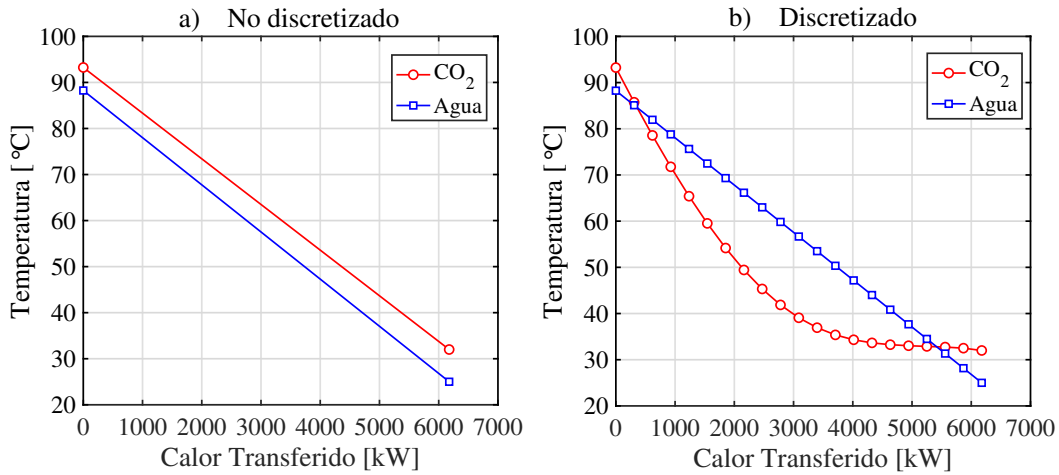 a) No discretizado
100
90
80
70
60
50
40
30
20
0 1000 2000 3000 4000 5000 6000 7000
Temperatura [ °C]
Calor Transferido [kW]
CO2
Agua
b) Discretizado
100
90
80
70
60
50
40
30
20
0 1000 2000 3000 4000 5000 6000 7000
Temperatura [ °C]
Calor Transferido [kW]
CO2
Agua